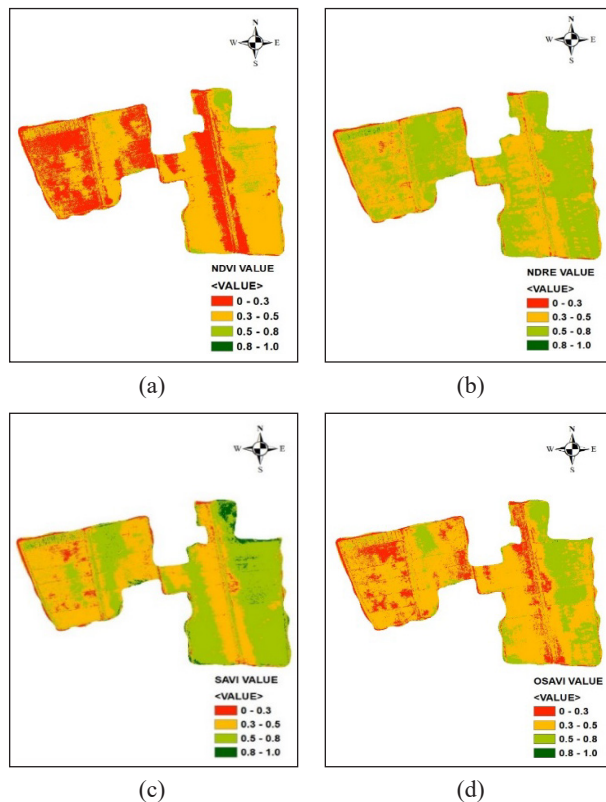 N
W E
S
NDVI VALUE
<VALUE>
0 - 0.3
0.3 - 0.5
0.5 - 0.8
0.8 - 1.0
(a)
N
W E
S
NDRE VALUE
<VALUE>
0 - 0.3
0.3 - 0.5
0.5 - 0.8
0.8 - 1.0
(b)
N
W E
S
SAVI VALUE
<VALUE>
0 - 0.3
0.3 - 0.5
0.5 - 0.8
0.8 - 1.0
(c)
N
W E
S
OSAVI VALUE
<VALUE>
0 - 0.3
0.3 - 0.5
0.5 - 0.8
0.8 - 1.0
(d)